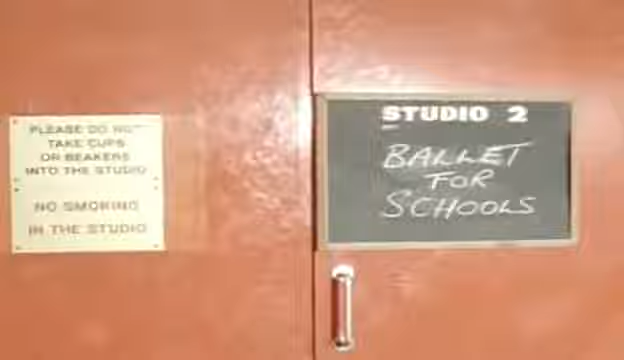 PLEASE DO NOT
TAKE CUPS
OR BEAKERS
INTO THE STUDIO
NO SMOKING
IN THE STUDIO
STUDIO 2
BALLET
FOR
SCHOOLS